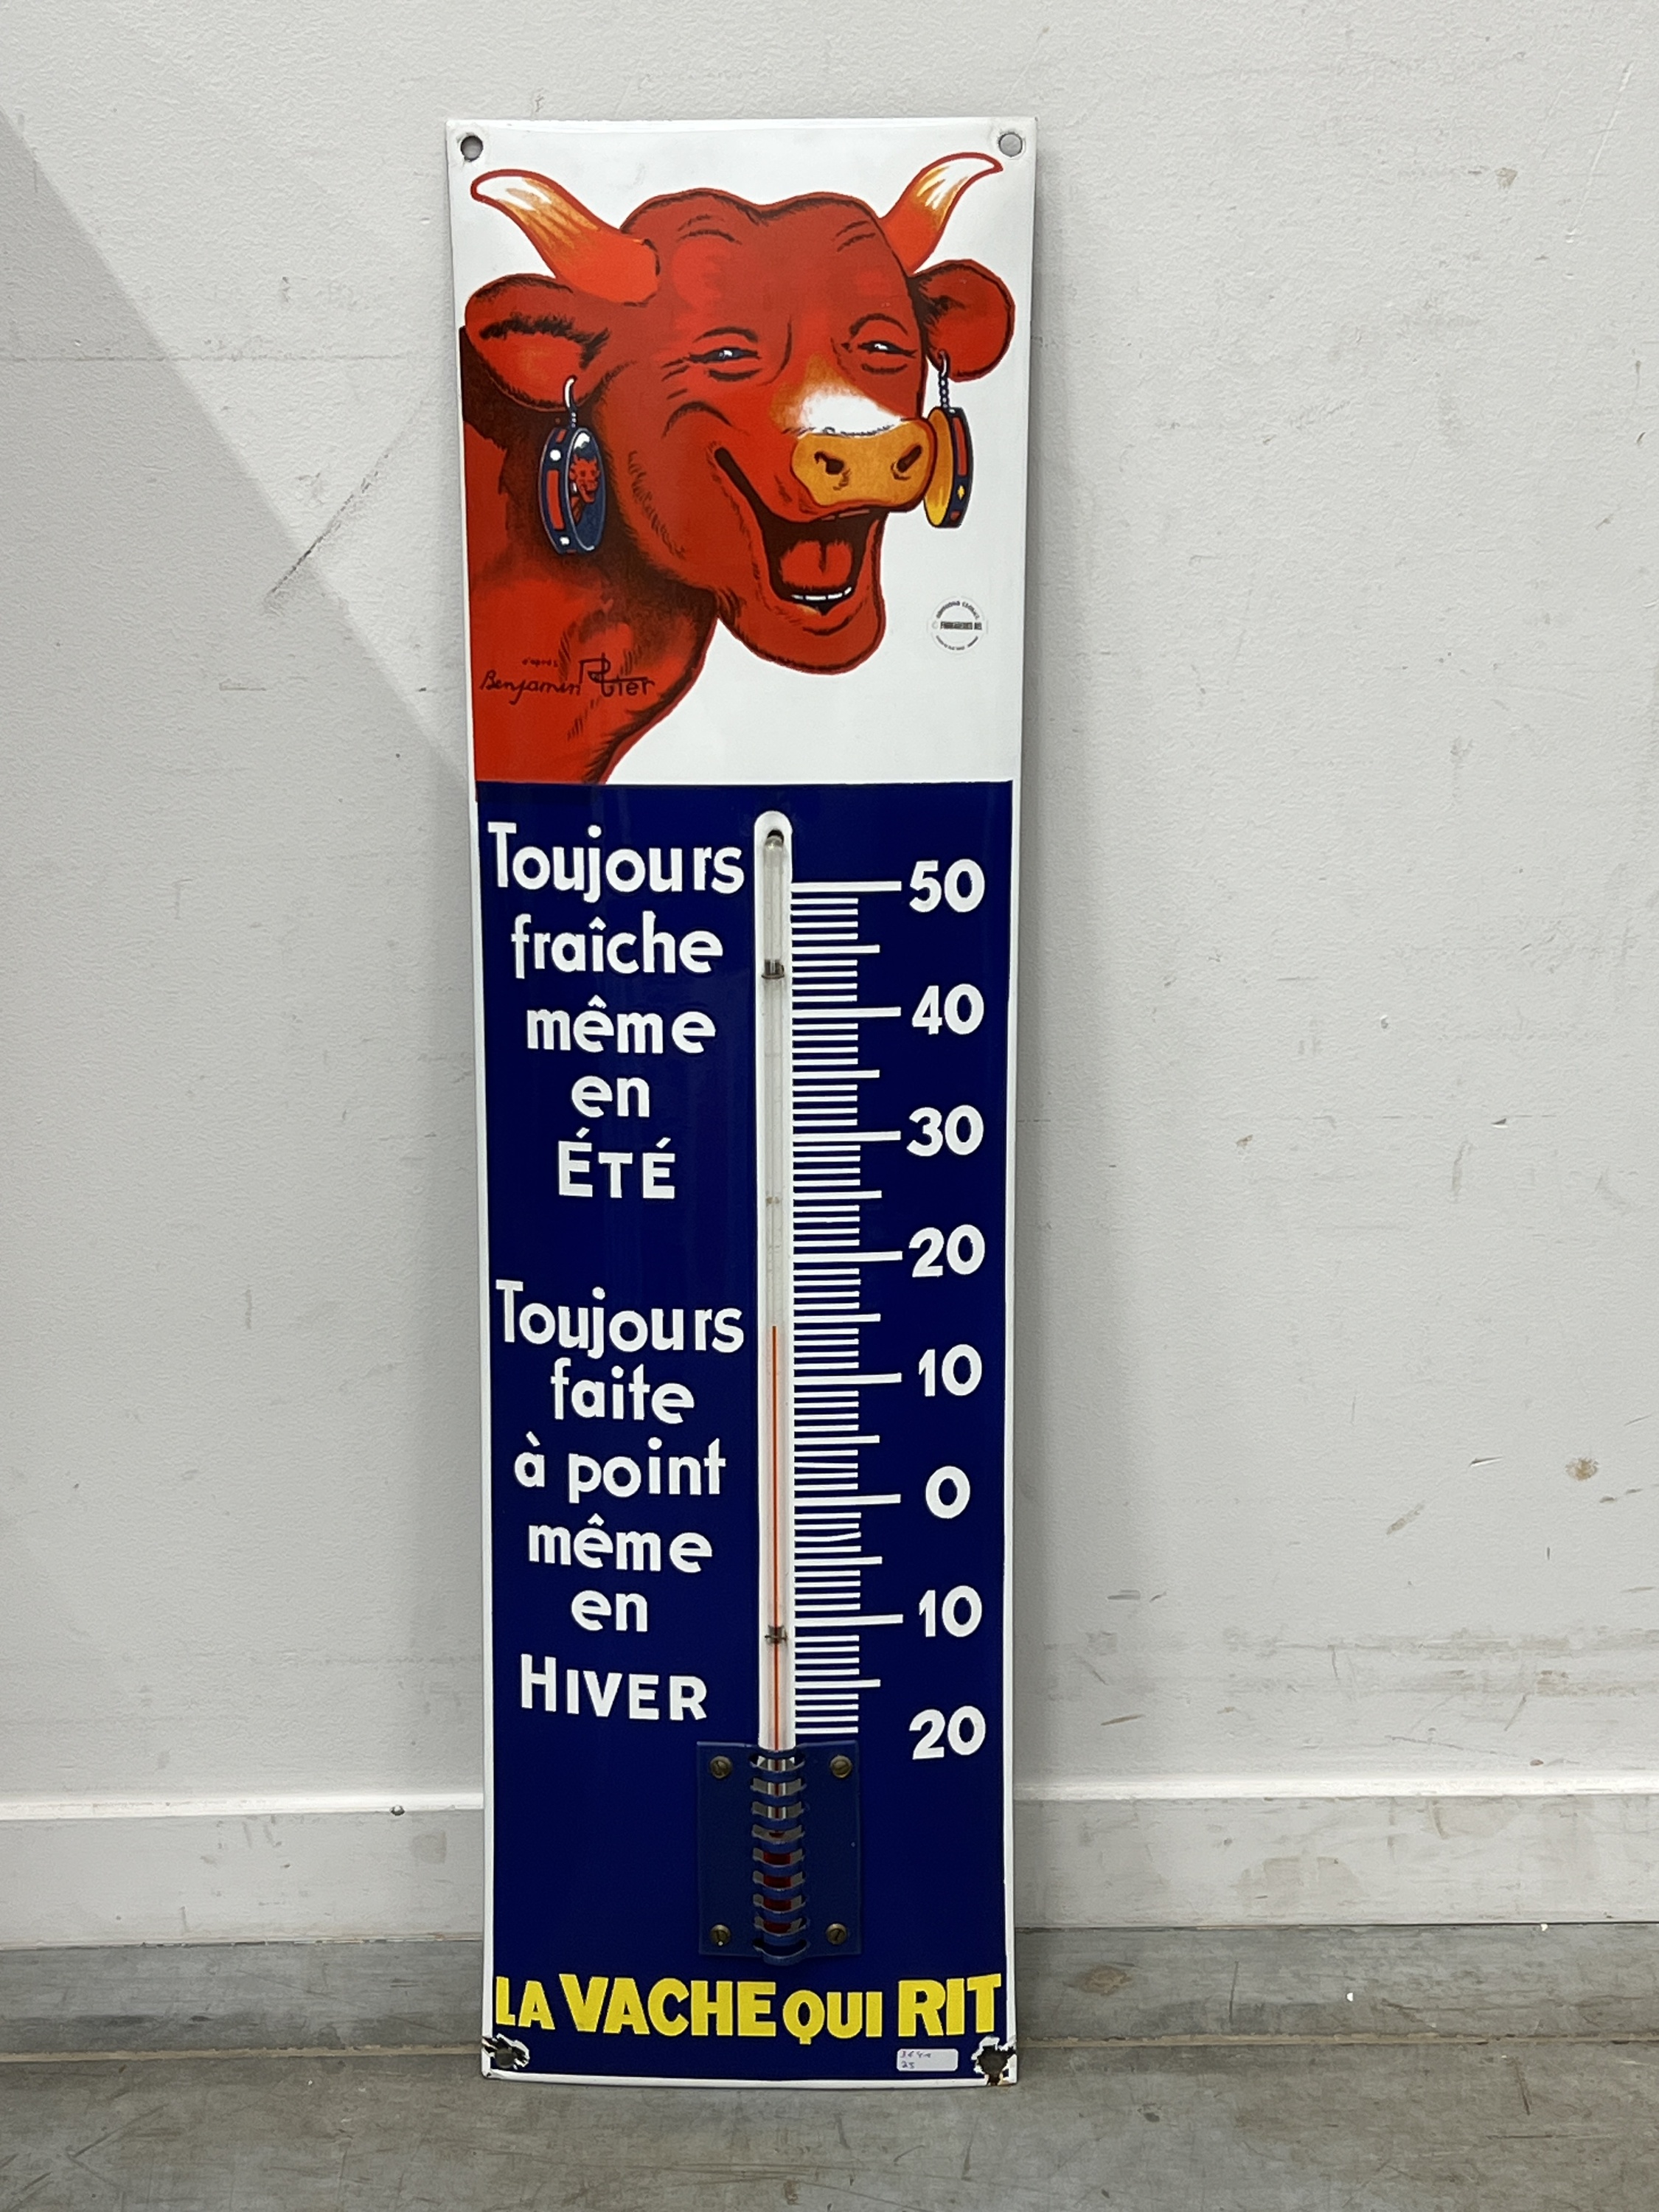 d'après
Benjamin Rabier
Toujours
fraîche
même
en
ÉTÉ
Toujours
faite
à point
même
en
HIVER
50
40
30
20
10
0
10
20
LA VACHE QUI RIT